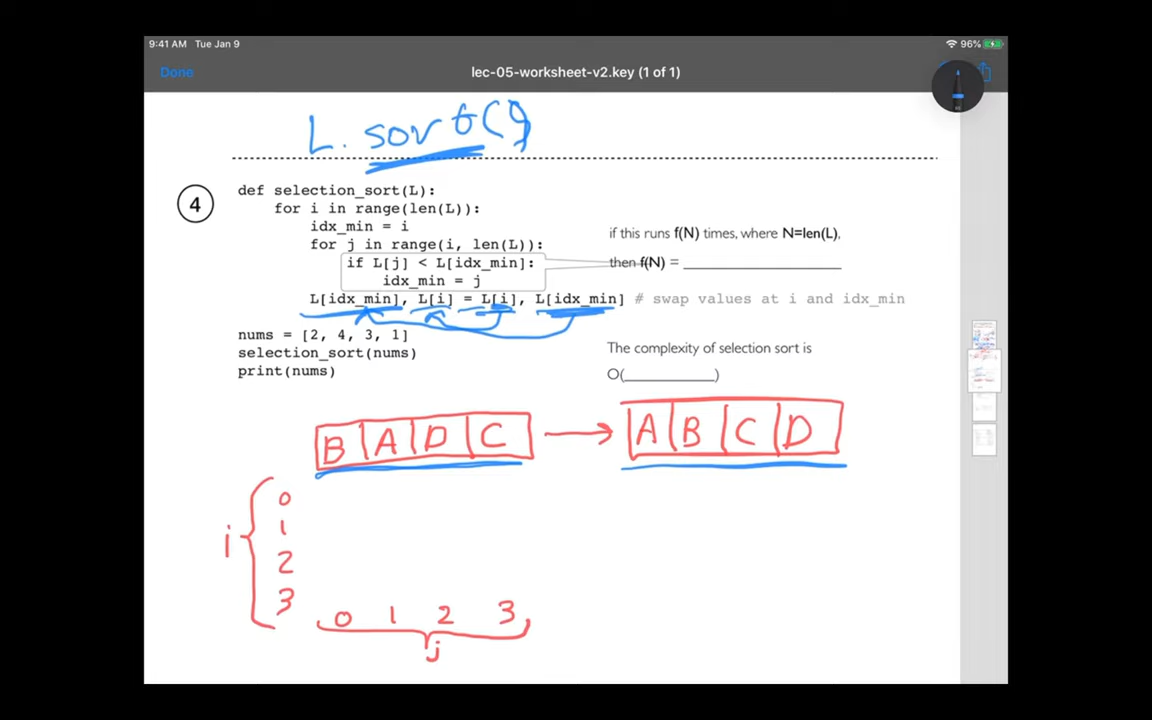 9:41 AM Tue Jan 9
96%
Done
lec-05-worksheet-v2.key (1 of 1)
L. sort()
4
def selection_sort(L):
for i in range(len(L)):
idx_min = i
for j in range(i, len(L)):
if L[j] < L[idx_min]:
idx_min = j
L[idx_min], L[i] = L[i], L[idx_min] # swap values at i and idx_min
if this runs f(N) times, where N=len(L),
then f(N) = ____________________
nums = [2, 4, 3, 1]
selection_sort(nums)
print(nums)
The complexity of selection sort is
O(____________)
B A D C → A B C D
i
0
1
2
3
0 1 2 3
j